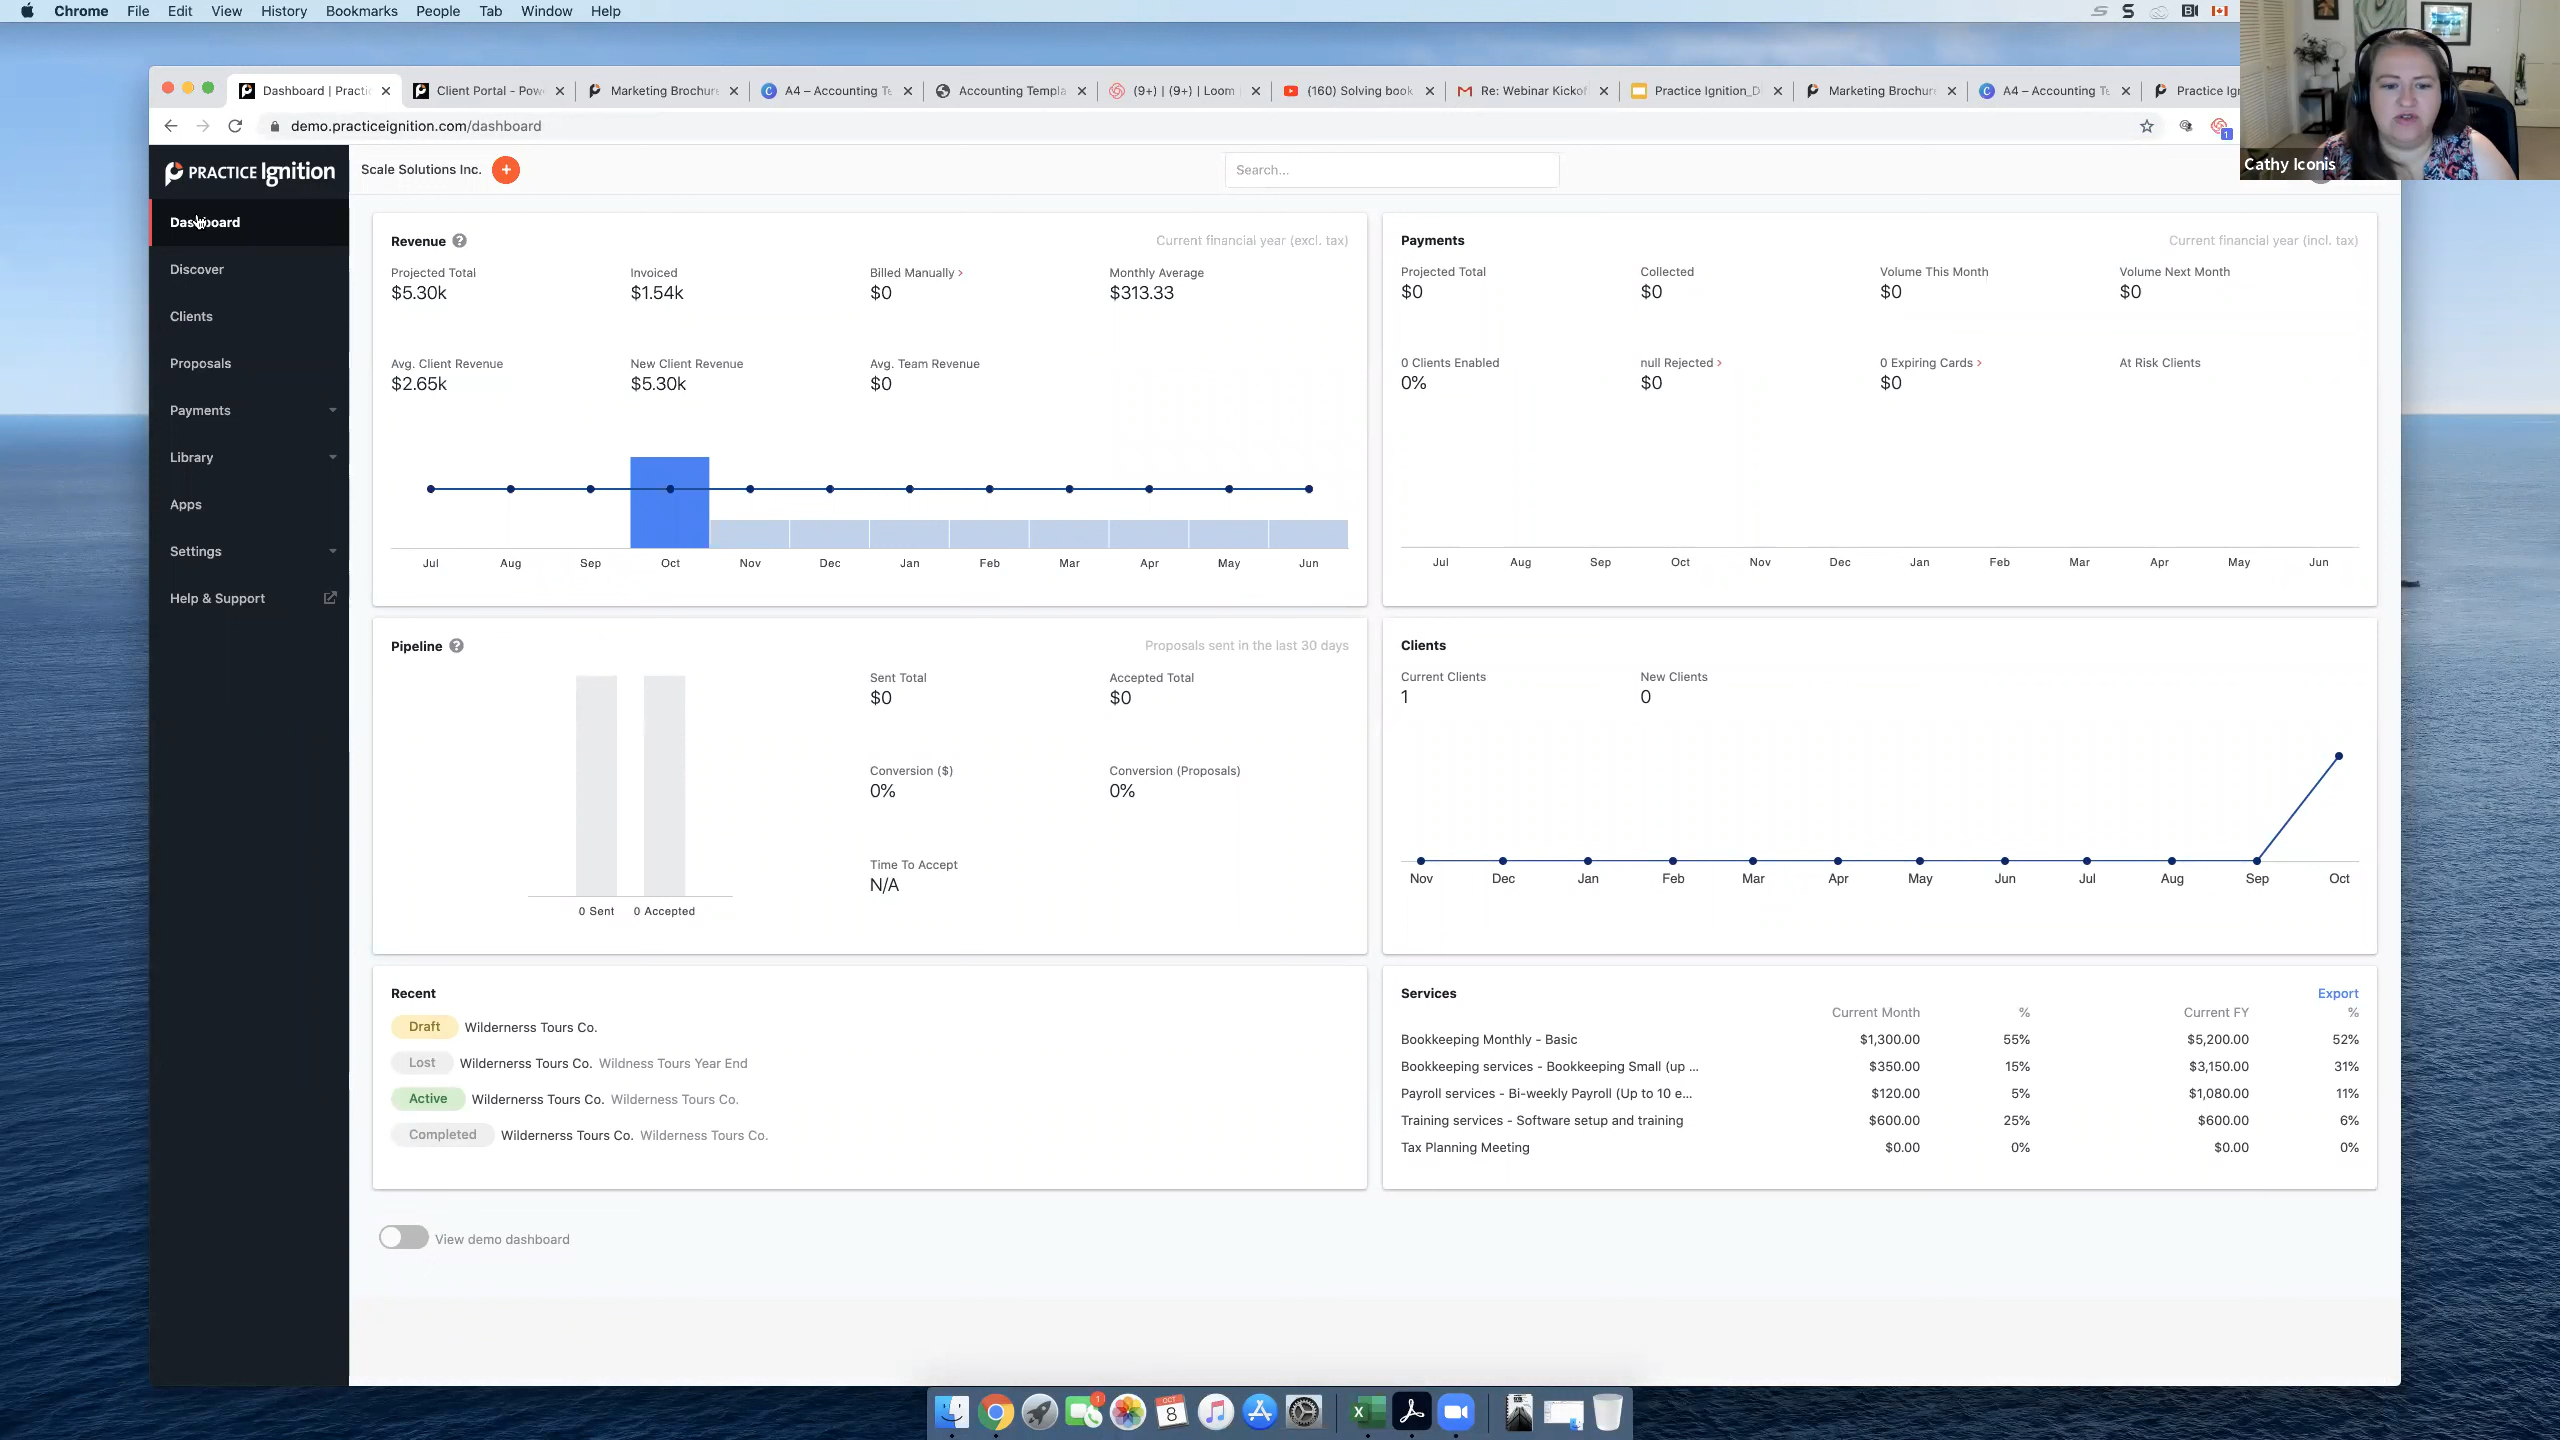 Chrome File Edit View History Bookmarks People Tab Window Help
Dashboard | Practic
Client Portal - Pow
Marketing Brochur
A4 – Accounting Te
Accounting Templa
(9+) | (9+) | Loom
(160) Solving book
Re: Webinar Kickof
Practice Ignition_D
Marketing Brochur
A4 – Accounting Te
Practice Ig
demo.practiceignition.com/dashboard
1
Cathy Iconis
PRACTICE Ignition
Scale Solutions Inc.
Search...
Dashboard
Discover
Clients
Proposals
Payments
Library
Apps
Settings
Help & Support
Revenue ? Current financial year (excl. tax)
Projected Total Invoiced Billed Manually > Monthly Average
$5.30k $1.54k $0 $313.33
Avg. Client Revenue New Client Revenue Avg. Team Revenue
$2.65k $5.30k $0
Jul Aug Sep Oct Nov Dec Jan Feb Mar Apr May Jun
Payments Current financial year (incl. tax)
Projected Total Collected Volume This Month Volume Next Month
$0 $0 $0 $0
0 Clients Enabled null Rejected > 0 Expiring Cards > At Risk Clients
0% $0 $0
Jul Aug Sep Oct Nov Dec Jan Feb Mar Apr May Jun
Pipeline ? Proposals sent in the last 30 days
Sent Total Accepted Total
$0 $0
Conversion ($) Conversion (Proposals)
0% 0%
Time To Accept
N/A
0 Sent 0 Accepted
Clients
Current Clients New Clients
1 0
Nov Dec Jan Feb Mar Apr May Jun Jul Aug Sep Oct
Recent
Draft Wildernerss Tours Co.
Lost Wildernerss Tours Co. Wildness Tours Year End
Active Wildernerss Tours Co. Wilderness Tours Co.
Completed Wildernerss Tours Co. Wilderness Tours Co.
Services Export
Current Month % Current FY %
Bookkeeping Monthly - Basic $1,300.00 55% $5,200.00 52%
Bookkeeping services - Bookkeeping Small (up ... $350.00 15% $3,150.00 31%
Payroll services - Bi-weekly Payroll (Up to 10 e... $120.00 5% $1,080.00 11%
Training services - Software setup and training $600.00 25% $600.00 6%
Tax Planning Meeting $0.00 0% $0.00 0%
View demo dashboard
1
OCT
8